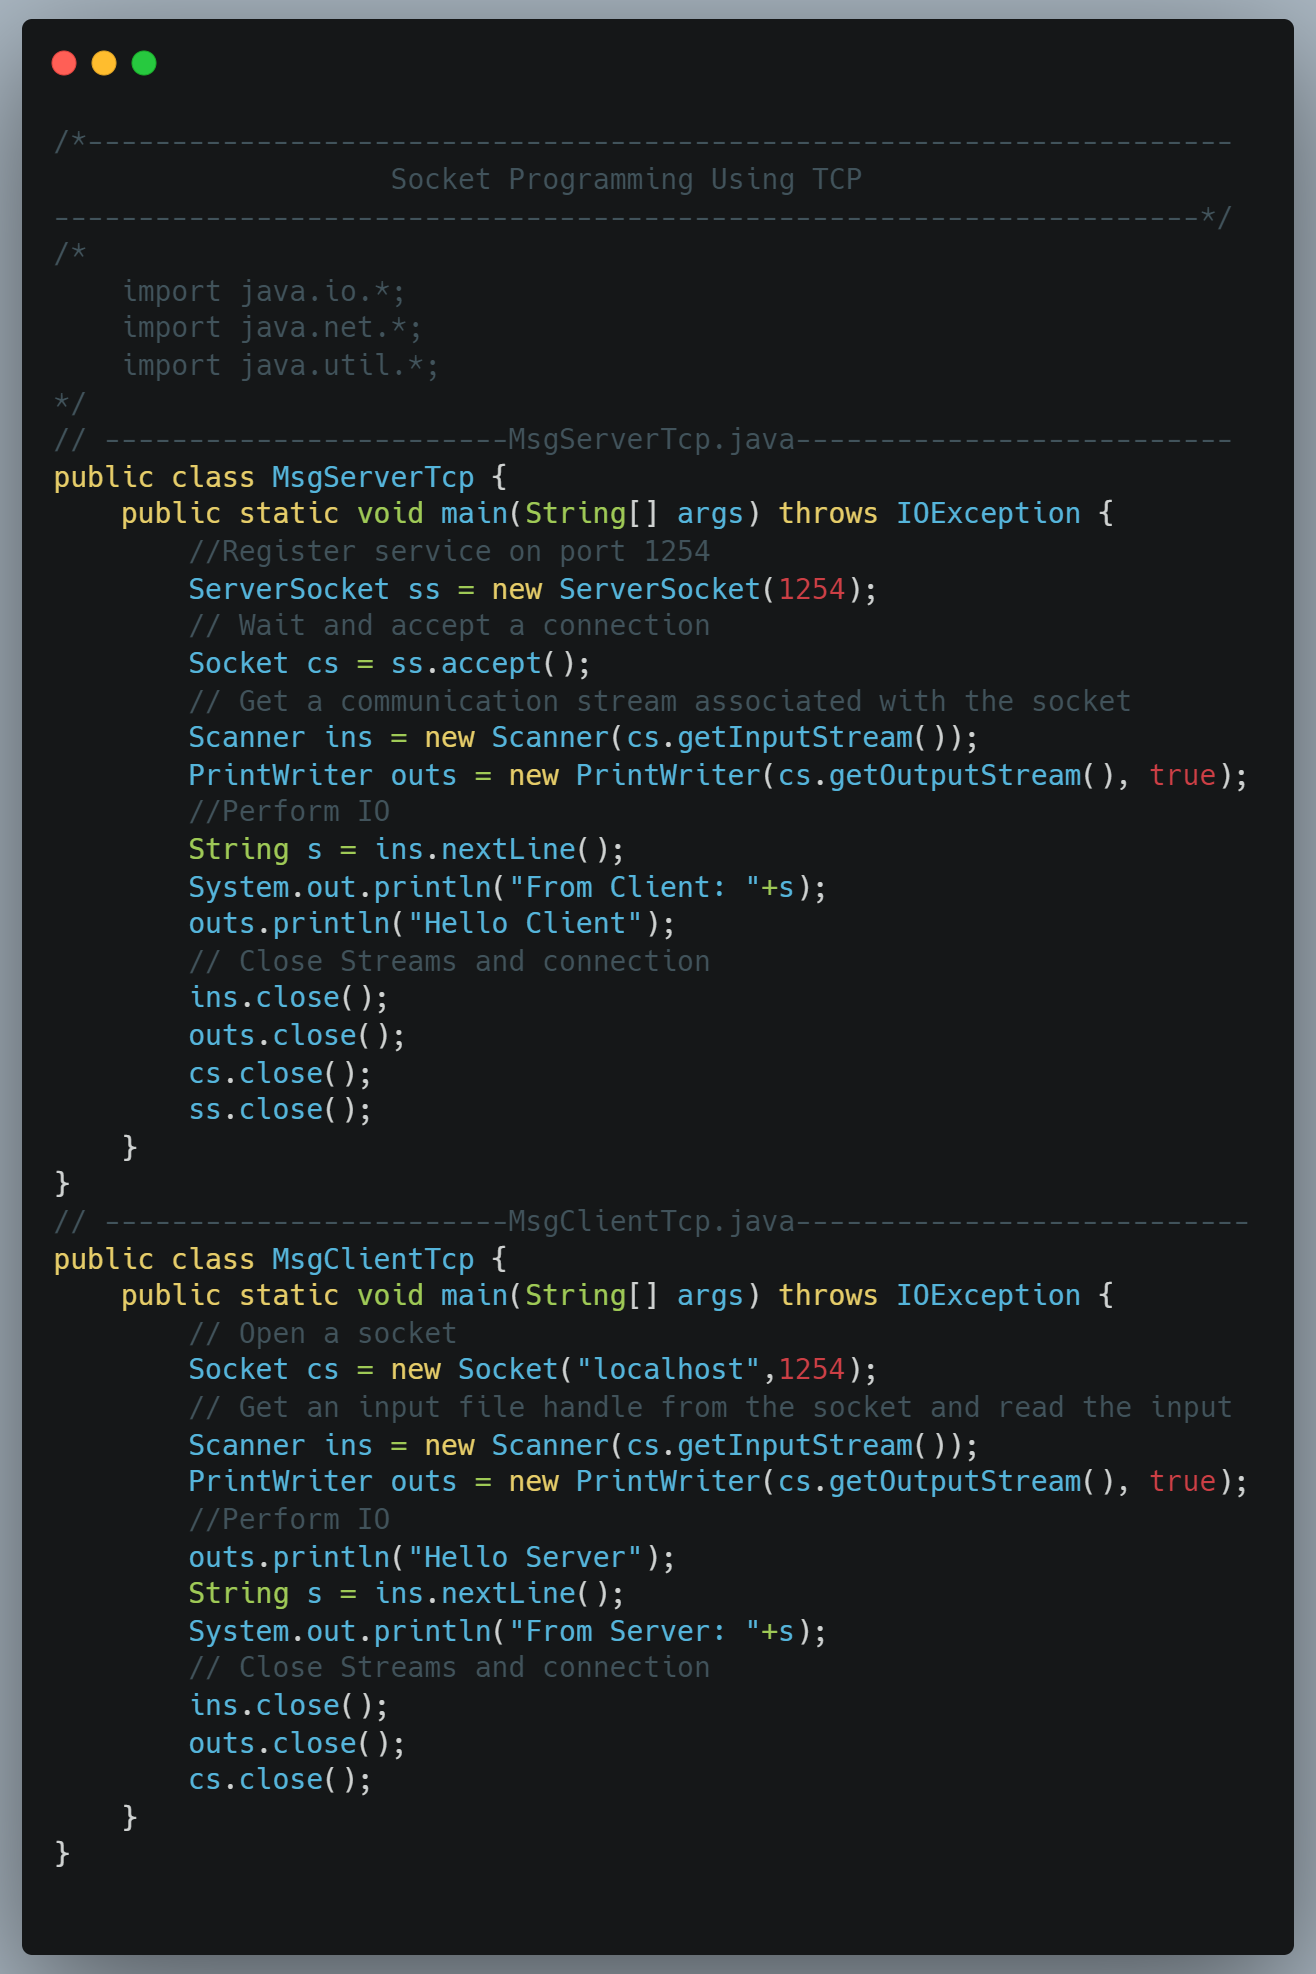 /*--------------------------------------------------------------------
                    Socket Programming Using TCP
--------------------------------------------------------------------*/
/*
    import java.io.*;
    import java.net.*;
    import java.util.*;
*/
// ------------------------MsgServerTcp.java--------------------------
public class MsgServerTcp {
    public static void main(String[] args) throws IOException {
        //Register service on port 1254
        ServerSocket ss = new ServerSocket(1254);
        // Wait and accept a connection
        Socket cs = ss.accept();
        // Get a communication stream associated with the socket
        Scanner ins = new Scanner(cs.getInputStream());
        PrintWriter outs = new PrintWriter(cs.getOutputStream(), true);
        //Perform IO
        String s = ins.nextLine();
        System.out.println("From Client: "+s);
        outs.println("Hello Client");
        // Close Streams and connection
        ins.close();
        outs.close();
        cs.close();
        ss.close();
    }
}
// ------------------------MsgClientTcp.java---------------------------
public class MsgClientTcp {
    public static void main(String[] args) throws IOException {
        // Open a socket
        Socket cs = new Socket("localhost",1254);
        // Get an input file handle from the socket and read the input
        Scanner ins = new Scanner(cs.getInputStream());
        PrintWriter outs = new PrintWriter(cs.getOutputStream(), true);
        //Perform IO
        outs.println("Hello Server");
        String s = ins.nextLine();
        System.out.println("From Server: "+s);
        // Close Streams and connection
        ins.close();
        outs.close();
        cs.close();
    }
}